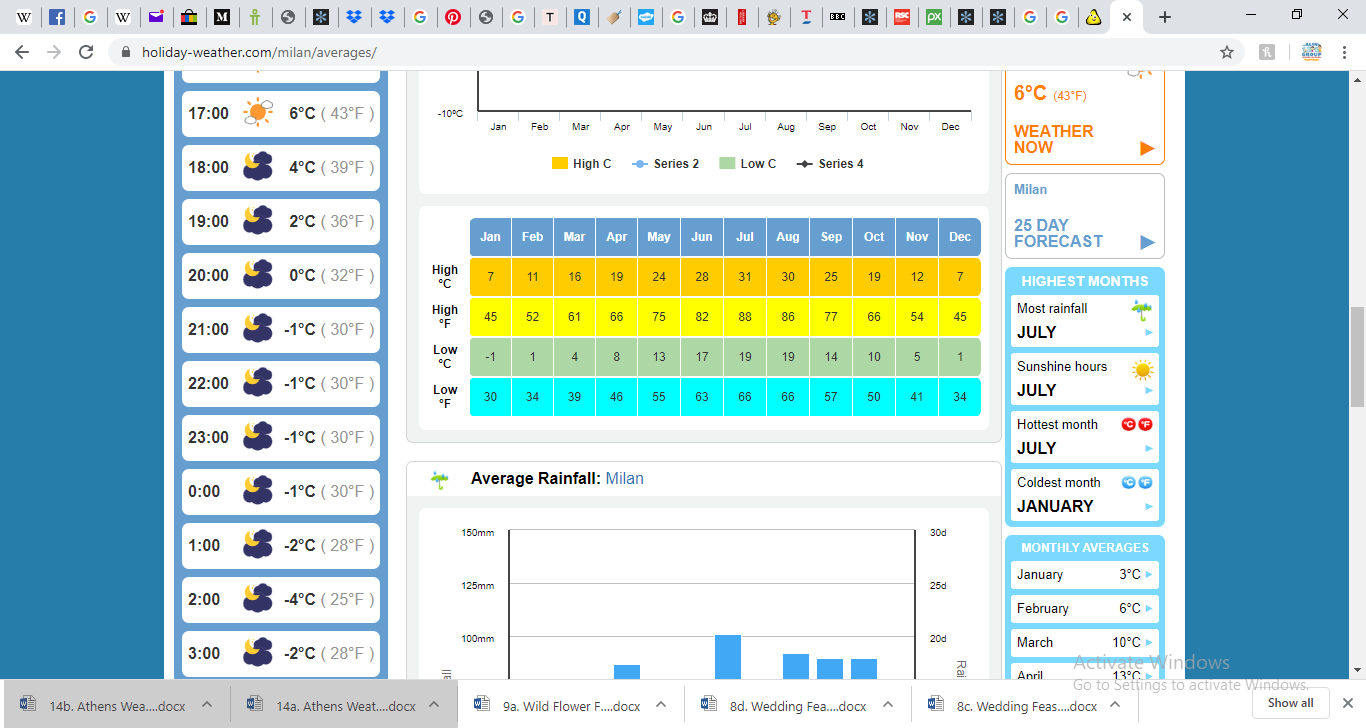 holiday-weather.com/milan/averages/
17:00 6°C ( 43°F )
18:00 4°C ( 39°F )
19:00 2°C ( 36°F )
20:00 0°C ( 32°F )
21:00 -1°C ( 30°F )
22:00 -1°C ( 30°F )
23:00 -1°C ( 30°F )
0:00 -1°C ( 30°F )
1:00 -2°C ( 28°F )
2:00 -4°C ( 25°F )
3:00 -2°C ( 28°F )
-10ºC
Jan Feb Mar Apr May Jun Jul Aug Sep Oct Nov Dec
High C Series 2 Low C Series 4
Jan Feb Mar Apr May Jun Jul Aug Sep Oct Nov Dec
High °C 7 11 16 19 24 28 31 30 25 19 12 7
High °F 45 52 61 66 75 82 88 86 77 66 54 45
Low °C -1 1 4 8 13 17 19 19 14 10 5 1
Low °F 30 34 39 46 55 63 66 66 57 50 41 34
Average Rainfall: Milan
150mm 30d
125mm 25d
100mm 20d
6°C (43°F)
WEATHER
NOW
Milan
25 DAY
FORECAST
HIGHEST MONTHS
Most rainfall
JULY
Sunshine hours
JULY
Hottest month °C °F
JULY
Coldest month °C °F
JANUARY
MONTHLY AVERAGES
January 3°C
February 6°C
March 10°C
April 13°C
Activate Windows
Go to Settings to activate Windows.
14b. Athens Wea....docx
14a. Athens Weat....docx
9a. Wild Flower F....docx
8d. Wedding Fea....docx
8c. Wedding Feas....docx
Show all